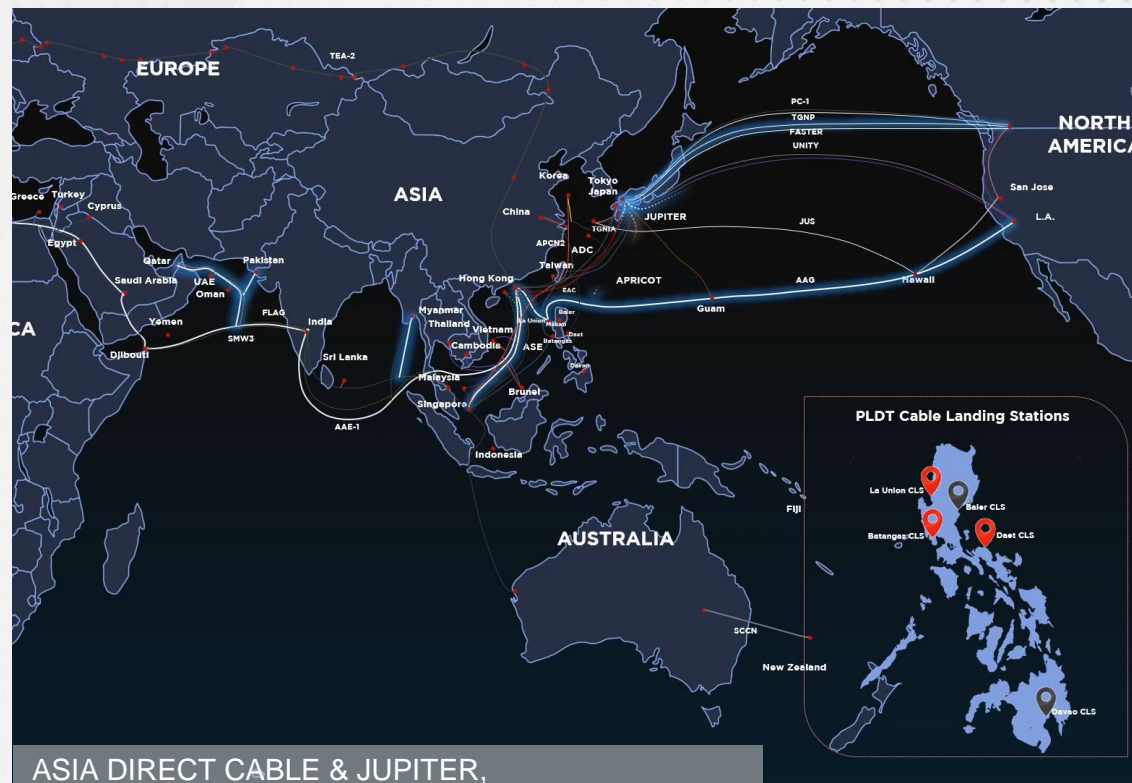 TEA-2
EUROPE
PC-1
TGNP
FASTER
UNITY
NORTH
AMERICA
ASIA
Korea
Tokyo
Japan
San Jose
L.A.
Greece
Turkey
Cyprus
Egypt
China
APCN2
TGNIA
ADC
JUPITER
JUS
Taiwan
Qatar
Pakistan
Saudi Arabia
UAE
Oman
Hong Kong
EAC
APRICOT
AAG
Hawaii
Guam
CA
Yemen
FLAG
SMW3
Djibouti
India
Sri Lanka
Myanmar
Thailand
Vietnam
Cambodia
La Union
Baler
Makati
Daet
Batangas
ASE
Davao
Malaysia
Singapore
Brunei
AAE-1
Indonesia
Fiji
AUSTRALIA
SCCN
New Zealand
PLDT Cable Landing Stations
La Union CLS
Baler CLS
Batangas CLS
Daet CLS
Davao CLS
ASIA DIRECT CABLE & JUPITER,